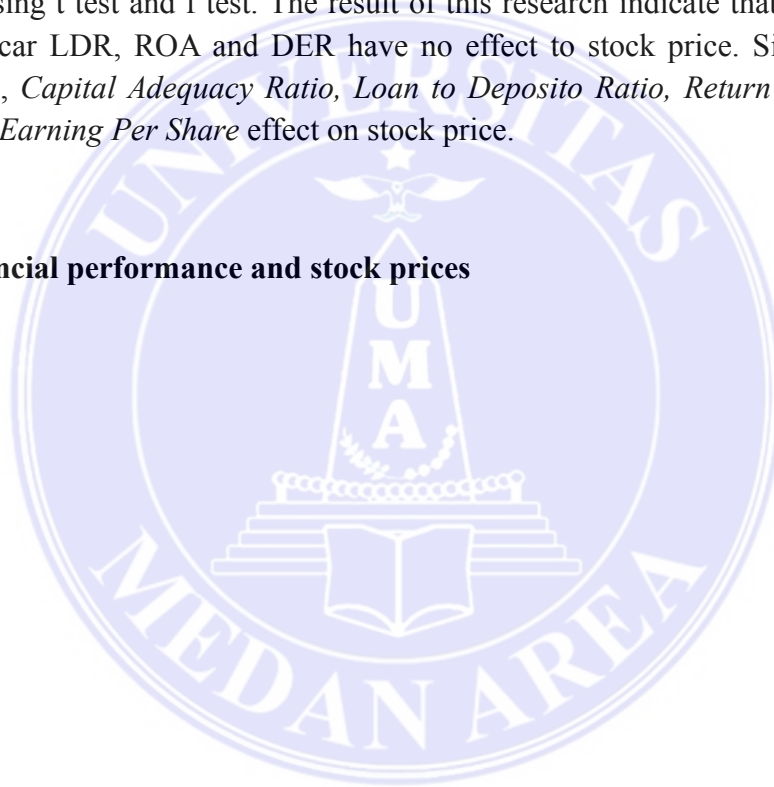 sing t test and f test. The result of this research indicate that
car LDR, ROA and DER have no effect to stock price. Si
, Capital Adequacy Ratio, Loan to Deposito Ratio, Return
Earning Per Share effect on stock price.
ncial performance and stock prices
UNIVERSITAS
UMA
MEDAN AREA